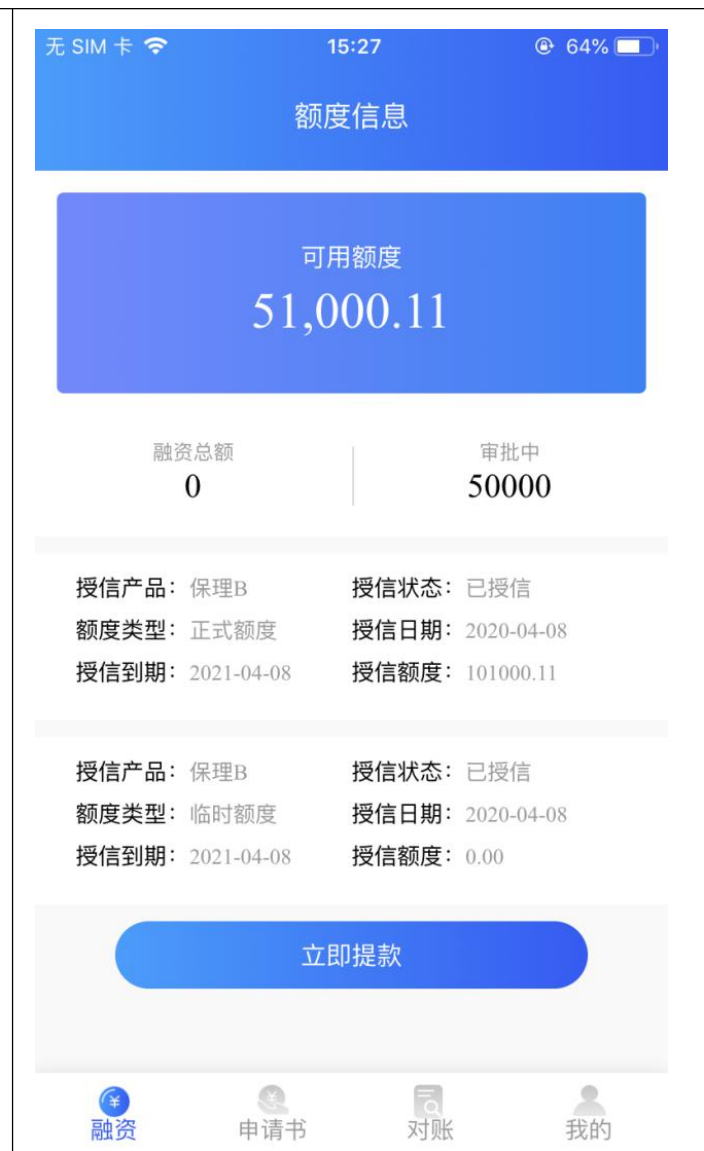 无 SIM 卡 15:27 64%
额度信息
可用额度
51,000.11
融资总额 审批中
0 50000
授信产品：保理B 授信状态：已授信
额度类型：正式额度 授信日期：2020-04-08
授信到期：2021-04-08 授信额度：101000.11
授信产品：保理B 授信状态：已授信
额度类型：临时额度 授信日期：2020-04-08
授信到期：2021-04-08 授信额度：0.00
立即提款
¥ ¥
融资 申请书 对账 我的